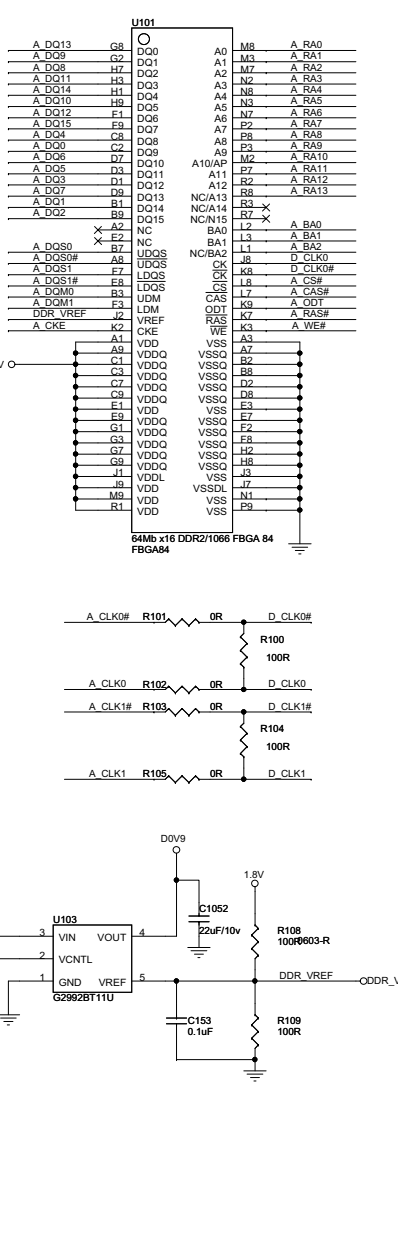 U101
A_DQ13 G8 DQ0 A0 M8 A_RA0
A_DQ9 G2 DQ1 A1 M3 A_RA1
A_DQ8 H7 DQ2 A2 M7 A_RA2
A_DQ11 H3 DQ3 A3 N2 A_RA3
A_DQ14 H1 DQ4 A4 N8 A_RA4
A_DQ10 H9 DQ5 A5 N3 A_RA5
A_DQ12 F1 DQ6 A6 N7 A_RA6
A_DQ15 F9 DQ7 A7 P2 A_RA7
A_DQ4 C8 DQ8 A8 P8 A_RA8
A_DQ0 C2 DQ9 A9 P3 A_RA9
A_DQ6 D7 DQ10 A10/AP M2 A_RA10
A_DQ5 D3 DQ11 A11 P7 A_RA11
A_DQ3 D1 DQ12 A12 R2 A_RA12
A_DQ7 D9 DQ13 NC/A13 R8 A_RA13
A_DQ1 B1 DQ14 NC/A14 R3
A_DQ2 B9 DQ15 NC/N15 R7
A2 NC BA0 L2 A_BA0
E2 NC BA1 L3 A_BA1
A_DQS0 B7 UDQS NC/BA2 L1 A_BA2
A_DQS0# A8 UDQS CK J8 D_CLK0
A_DQS1 F7 LDQS CK K8 D_CLK0#
A_DQS1# E8 LDQS CS L8 A_CS#
A_DQM0 B3 UDM CAS L7 A_CAS#
A_DQM1 F3 LDM ODT K9 A_ODT
DDR_VREF J2 VREF RAS K7 A_RAS#
A_CKE K2 CKE WE K3 A_WE#
A1 VDD VSS A3
A9 VDDQ VSSQ A7
V C1 VDDQ VSSQ B2
C3 VDDQ VSSQ B8
C7 VDDQ VSSQ D2
C9 VDDQ VSSQ D8
E1 VDD VSS E3
E9 VDDQ VSSQ E7
G1 VDDQ VSSQ F2
G3 VDDQ VSSQ F8
G7 VDDQ VSSQ H2
G9 VDDQ VSSQ H8
J1 VDDL VSS J3
J9 VDD VSSDL J7
M9 VDD VSS N1
R1 VDD VSS P9
64Mb x16 DDR2/1066 FBGA 84
FBGA84
A_CLK0# R101 0R D_CLK0#
R100
100R
A_CLK0 R102 0R D_CLK0
A_CLK1# R103 0R D_CLK1#
R104
100R
A_CLK1 R105 0R D_CLK1
D0V9
1.8V
C1052
22uF/10v
U103
3 VIN VOUT 4
2 VCNTL
1 GND VREF 5
G2992BT11U
R108
100R 0603-R
DDR_VREF
DDR_V
C153
0.1uF
R109
100R